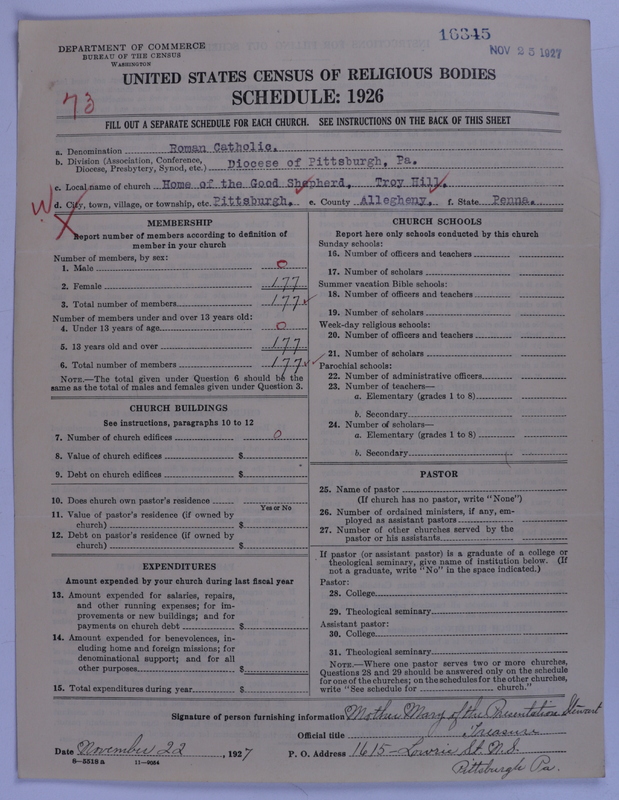 16345
NOV 25 1927
DEPARTMENT OF COMMERCE
BUREAU OF THE CENSUS
WASHINGTON
UNITED STATES CENSUS OF RELIGIOUS BODIES
SCHEDULE: 1926
73
FILL OUT A SEPARATE SCHEDULE FOR EACH CHURCH. SEE INSTRUCTIONS ON THE BACK OF THIS SHEET
a. Denomination Roman Catholic.
b. Division (Association, Conference, Diocese, Presbytery, Synod, etc.) Diocese of Pittsburgh, Pa.
c. Local name of church Home of the Good Shepherd, Troy Hill.
d. City, town, village, or township, etc. Pittsburgh, e. County Allegheny, f. State Penna.
W
MEMBERSHIP
Report number of members according to definition of
member in your church
Number of members, by sex:
1. Male 0
2. Female 177
3. Total number of members 177
Number of members under and over 13 years old:
4. Under 13 years of age 0
5. 13 years old and over 177
6. Total number of members 177
NOTE.—The total given under Question 6 should be the
same as the total of males and females given under Question 3.
CHURCH BUILDINGS
See instructions, paragraphs 10 to 12
7. Number of church edifices 0
8. Value of church edifices $
9. Debt on church edifices $
10. Does church own pastor's residence
Yes or No
11. Value of pastor's residence (if owned by
church) $
12. Debt on pastor's residence (if owned by
church) $
EXPENDITURES
Amount expended by your church during last fiscal year
13. Amount expended for salaries, repairs,
and other running expenses; for im-
provements or new buildings; and for
payments on church debt $
14. Amount expended for benevolences, in-
cluding home and foreign missions; for
denominational support; and for all
other purposes $
15. Total expenditures during year $
CHURCH SCHOOLS
Report here only schools conducted by this church
Sunday schools:
16. Number of officers and teachers
17. Number of scholars
Summer vacation Bible schools:
18. Number of officers and teachers
19. Number of scholars
Week-day religious schools:
20. Number of officers and teachers
21. Number of scholars
Parochial schools:
22. Number of administrative officers
23. Number of teachers—
a. Elementary (grades 1 to 8)
b. Secondary
24. Number of scholars—
a. Elementary (grades 1 to 8)
b. Secondary
PASTOR
25. Name of pastor
(If church has no pastor, write "None")
26. Number of ordained ministers, if any, em-
ployed as assistant pastors
27. Number of other churches served by the
pastor or his assistants
If pastor (or assistant pastor) is a graduate of a college or
theological seminary, give name of institution below. (If
not a graduate, write "No" in the space indicated.)
Pastor:
28. College
29. Theological seminary
Assistant pastor:
30. College
31. Theological seminary
NOTE.—Where one pastor serves two or more churches,
Questions 28 and 29 should be answered only on the schedule
for one of the churches; on the schedules for the other churches,
write "See schedule for church."
Signature of person furnishing information Mother Mary of the Presentation Stewart
Official title Treasurer
Date November 22, 1927 P. O. Address 1615 - Lowrie St. N.S.
8-5518 a 11-9054
Pittsburgh Pa.